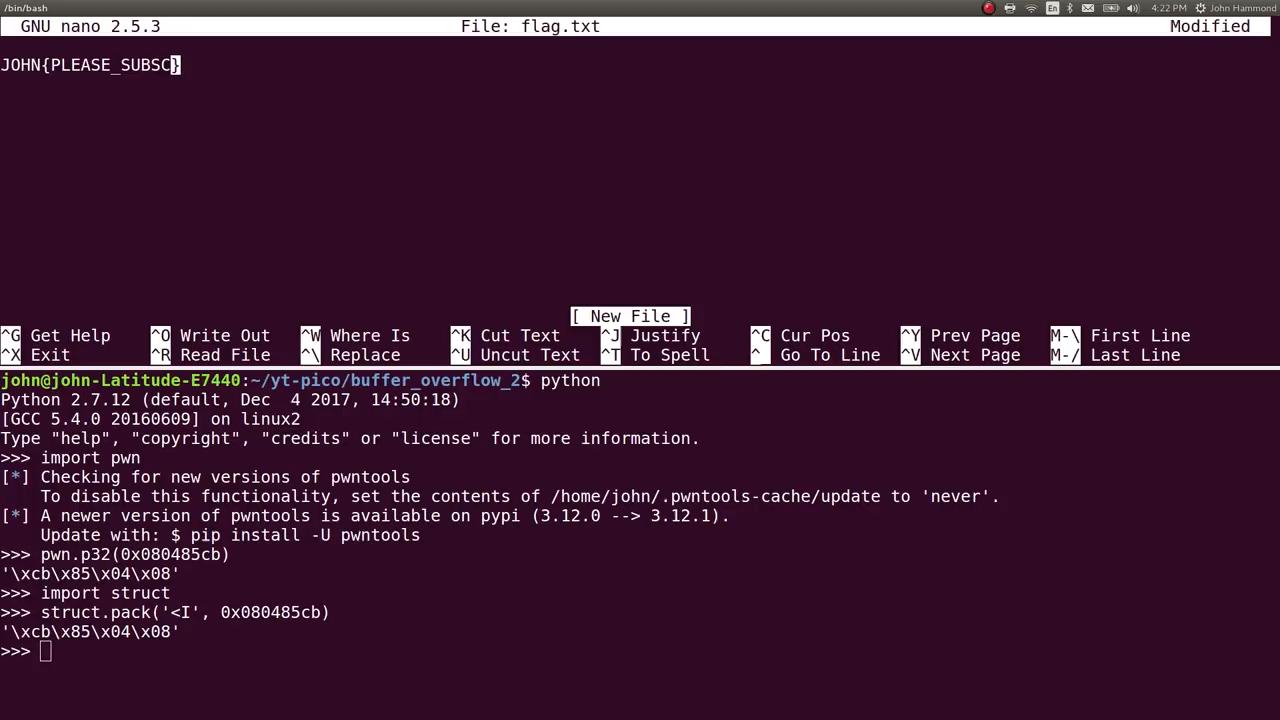 /bin/bash
En
4:22 PM
John Hammond
GNU nano 2.5.3 File: flag.txt Modified
JOHN{PLEASE_SUBSC}
[ New File ]
^G Get Help ^O Write Out ^W Where Is ^K Cut Text ^J Justify ^C Cur Pos ^Y Prev Page M-\ First Line
^X Exit ^R Read File ^\ Replace ^U Uncut Text ^T To Spell ^_ Go To Line ^V Next Page M-/ Last Line
john@john-Latitude-E7440:~/yt-pico/buffer_overflow_2$ python
Python 2.7.12 (default, Dec  4 2017, 14:50:18)
[GCC 5.4.0 20160609] on linux2
Type "help", "copyright", "credits" or "license" for more information.
>>> import pwn
[*] Checking for new versions of pwntools
    To disable this functionality, set the contents of /home/john/.pwntools-cache/update to 'never'.
[*] A newer version of pwntools is available on pypi (3.12.0 --> 3.12.1).
    Update with: $ pip install -U pwntools
>>> pwn.p32(0x080485cb)
'\xcb\x85\x04\x08'
>>> import struct
>>> struct.pack('<I', 0x080485cb)
'\xcb\x85\x04\x08'
>>>